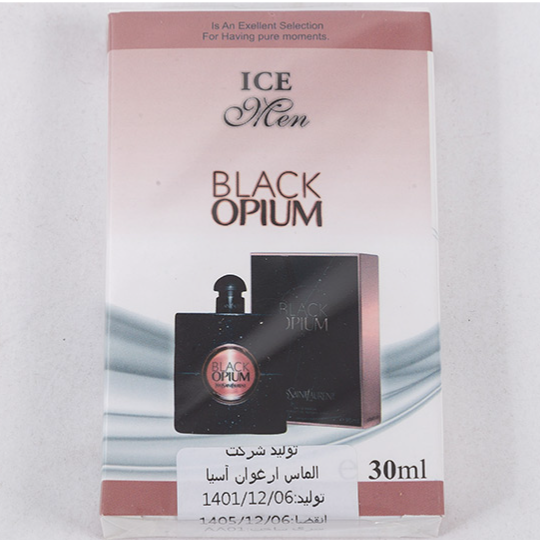 Is An Exellent Selection
For Having pure moments.
ICE
Men
BLACK
OPIUM
BLACK
OPIUM
BLACK
OPIUM
تولید شرکت
الماس ارغوان آسیا
تولید:1401/12/06
انقضا:1405/12/06
e 30ml